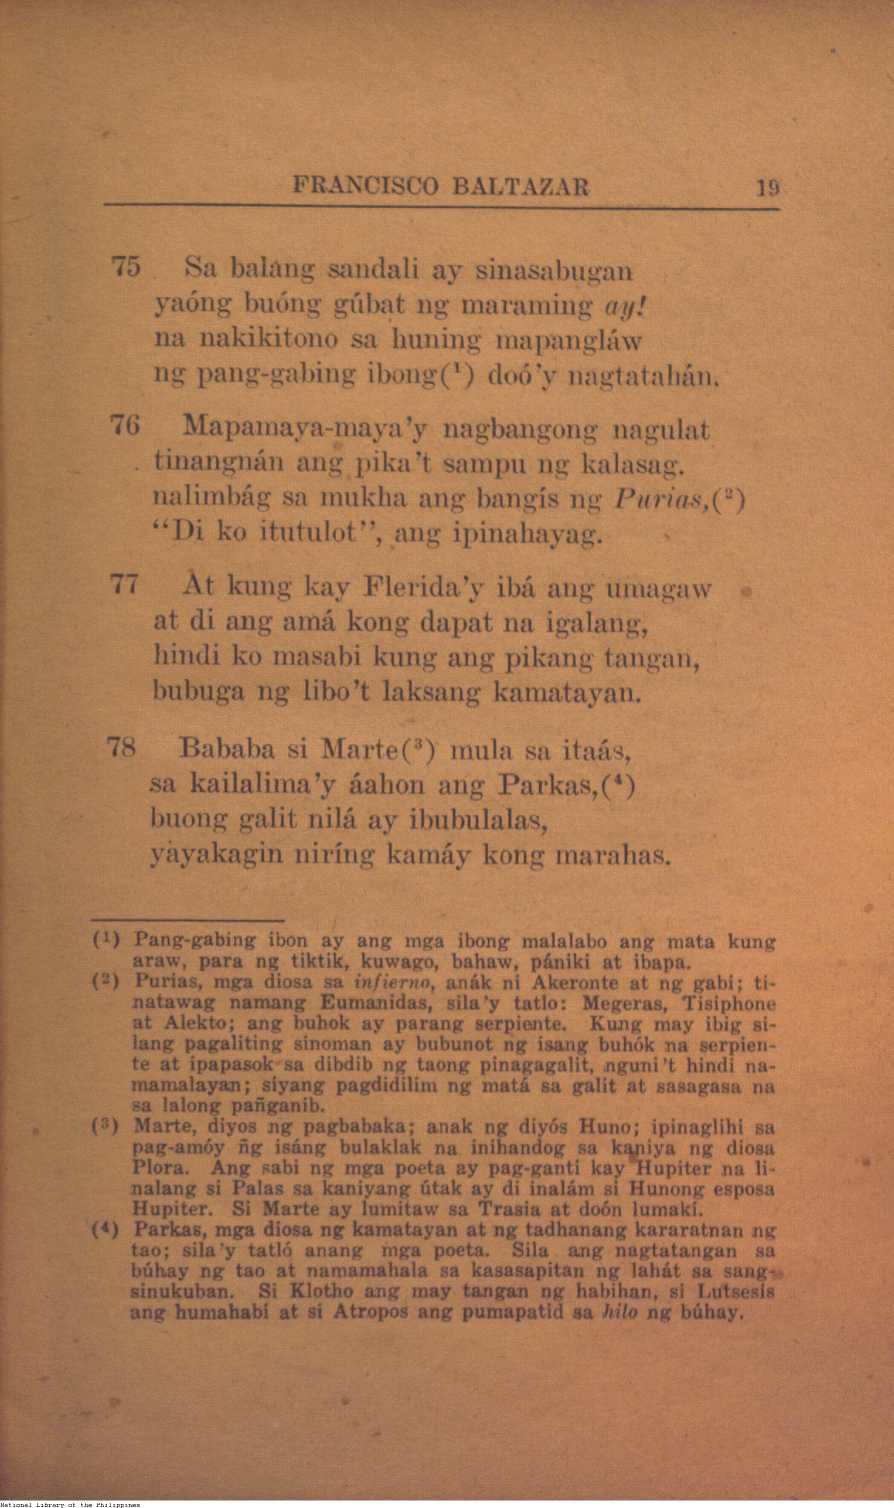 FRANCISCO BALTAZAR 19
75 Sa balang sandali ay sinasabugan
yaóng buóng gúbat ng maraming ay!
na nakikitono sa huning mapangláw
ng pang-gabing ibong(¹) doó’y nagtatahán.
76 Mapamaya-maya’y nagbangong nagulat
tinangnán ang pika’t sampu ng kalasag.
nalimbág sa mukha ang bangís ng Purias,(²)
“Di ko itutulot”, ang ipinahayag.
77 At kung kay Flerida’y ibá ang umagaw
at di ang amá kong dapat na igalang,
hindi ko masabi kung ang pikang tangan,
bubuga ng libo’t laksang kamatayan.
78 Bababa si Marte(³) mula sa itaás,
sa kailalima’y áahon ang Parkas,(⁴)
buong galit nilá ay ibubulalas,
yayakagin niríng kamáy kong marahas.
(1) Pang-gabing ibon ay ang mga ibong malalabo ang mata kung
araw, para ng tiktik, kuwago, bahaw, pániki at ibapa.
(2) Purias, mga diosa sa infierno, anák ni Akeronte at ng gabi; ti-
natawag namang Eumanidas, sila’y tatlo: Megeras, Tisiphone
at Alekto; ang buhok ay parang serpiente. Kung may ibig si-
lang pagaliting sinoman ay bubunot ng isang buhók na serpien-
te at ipapasok sa dibdib ng taong pinagagalit, nguni’t hindi na-
mamalayan; siyang pagdidilim ng matá sa galit at sasagasa na
sa lalong pañganib.
(3) Marte, diyos ng pagbabaka; anak ng diyós Huno; ipinaglihi sa
pag-amóy ñg isáng bulaklak na inihandog sa kaniya ng diosa
Plora. Ang sabi ng mga poeta ay pag-ganti kay Hupiter na li-
nalang si Palas sa kaniyang útak ay di inalám si Hunong esposa
Hupiter. Si Marte ay lumitaw sa Trasia at doón lumakí.
(4) Parkas, mga diosa ng kamatayan at ng tadhanang kararatnan ng
tao; sila’y tatló anang mga poeta. Sila ang nagtatangan sa
búhay ng tao at namamahala sa kasasapitan ng lahát sa sang-
sinukuban. Si Klotho ang may tangan ng habihan, si Lutsesis
ang humahabi at si Atropos ang pumapatid sa hilo ng búhay.
National Library of the Philippines